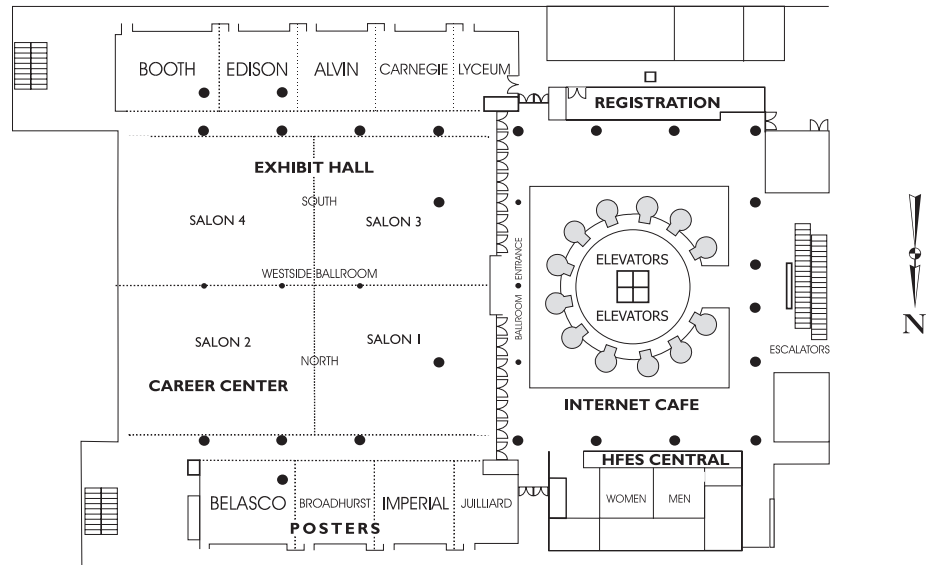 BOOTH EDISON ALVIN CARNEGIE LYCEUM
REGISTRATION
EXHIBIT HALL
SOUTH
SALON 4
SALON 3
WESTSIDE BALLROOM
BALLROOM ENTRANCE
ELEVATORS
ELEVATORS
N
SALON 2
SALON 1
NORTH
ESCALATORS
CAREER CENTER
INTERNET CAFE
HFES CENTRAL
BELASCO BROADHURST IMPERIAL JUILLIARD
WOMEN MEN
POSTERS